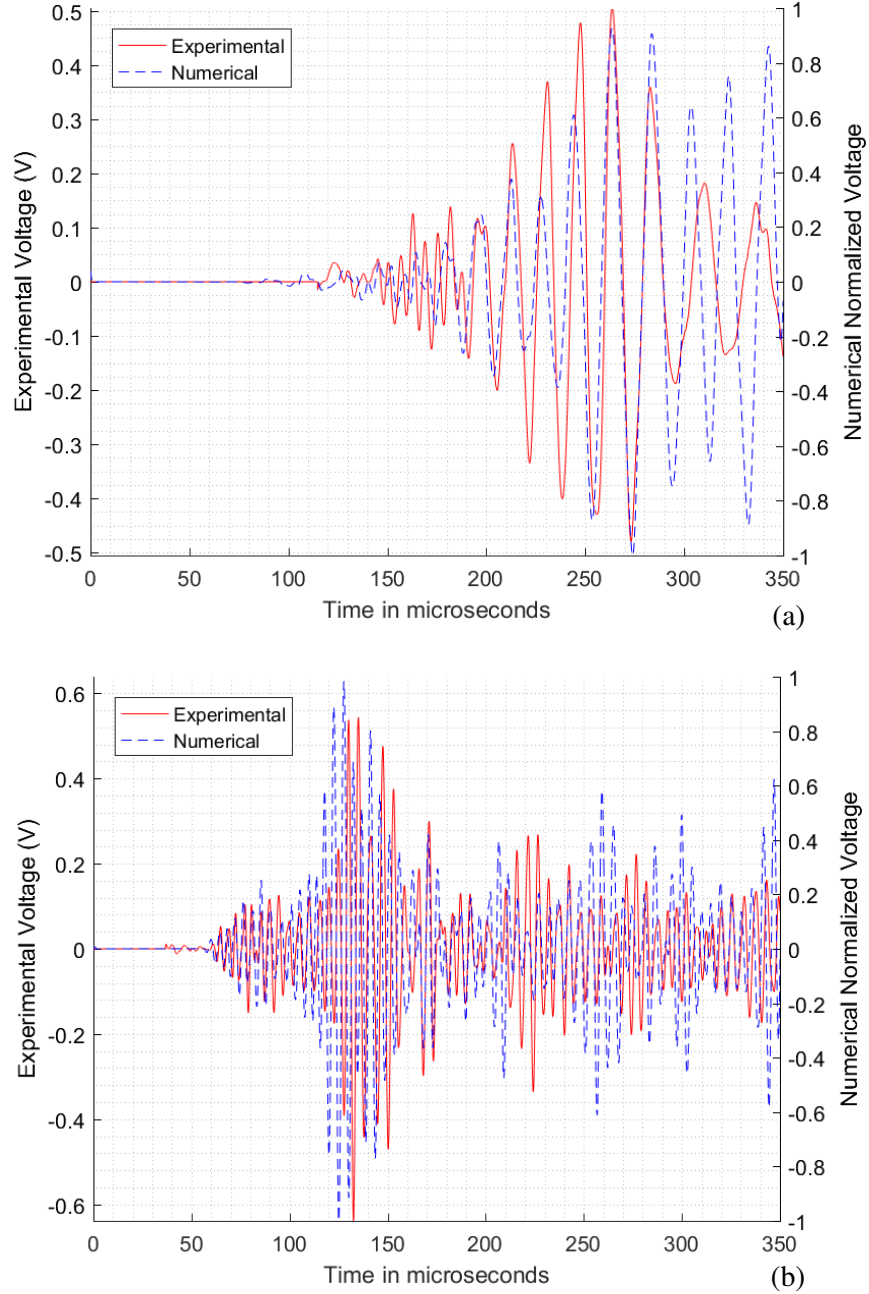 0.5
0.4
0.3
0.2
0.1
0
-0.1
-0.2
-0.3
-0.4
-0.5
Experimental Voltage (V)
Experimental
Numerical
1
0.8
0.6
0.4
0.2
0
-0.2
-0.4
-0.6
-0.8
-1
Numerical Normalized Voltage
0 50 100 150 200 250 300 350
Time in microseconds
(a)
0.6
0.4
0.2
0
-0.2
-0.4
-0.6
Experimental Voltage (V)
Experimental
Numerical
1
0.8
0.6
0.4
0.2
0
-0.2
-0.4
-0.6
-0.8
-1
Numerical Normalized Voltage
0 50 100 150 200 250 300 350
Time in microseconds
(b)